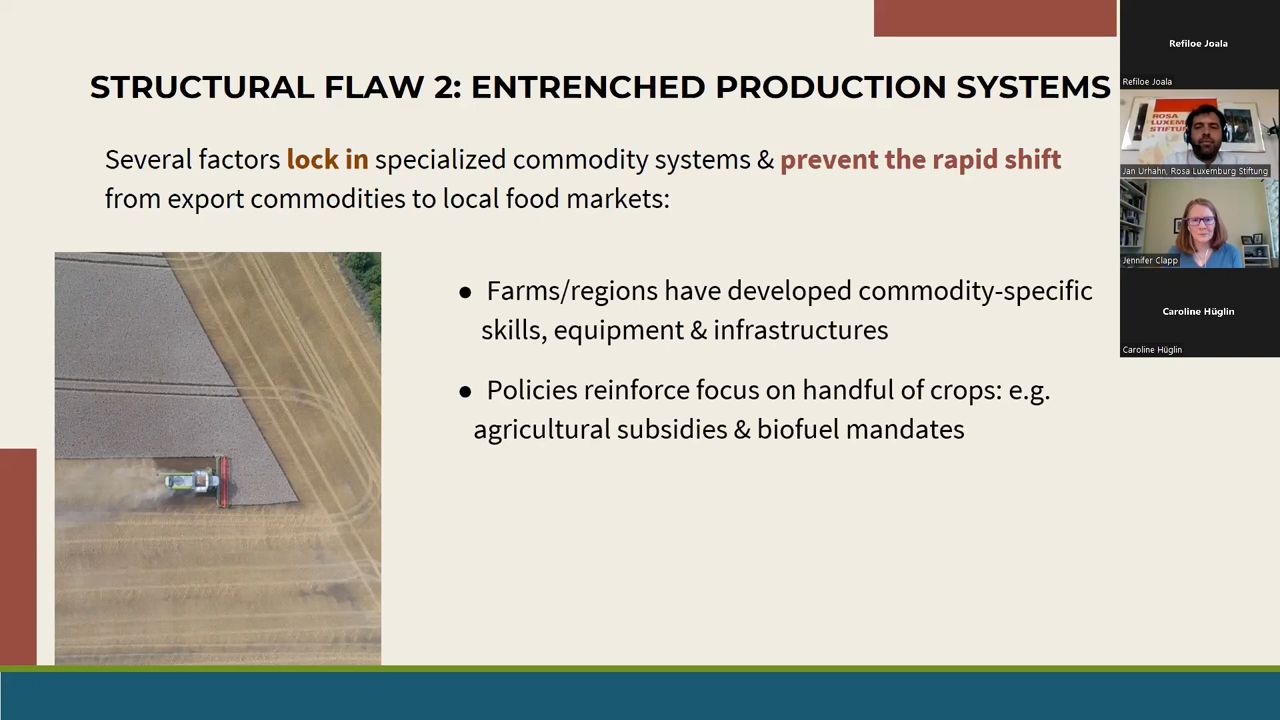 STRUCTURAL FLAW 2: ENTRENCHED PRODUCTION SYSTEMS
Several factors lock in specialized commodity systems & prevent the rapid shift
from export commodities to local food markets:
● Farms/regions have developed commodity-specific
skills, equipment & infrastructures
● Policies reinforce focus on handful of crops: e.g.
agricultural subsidies & biofuel mandates
Refiloe Joala
Refiloe Joala
ROSA
LUXEM
STIFTU
Jan Urhahn, Rosa Luxemburg Stiftung
Jennifer Clapp
Caroline Hüglin
Caroline Hüglin